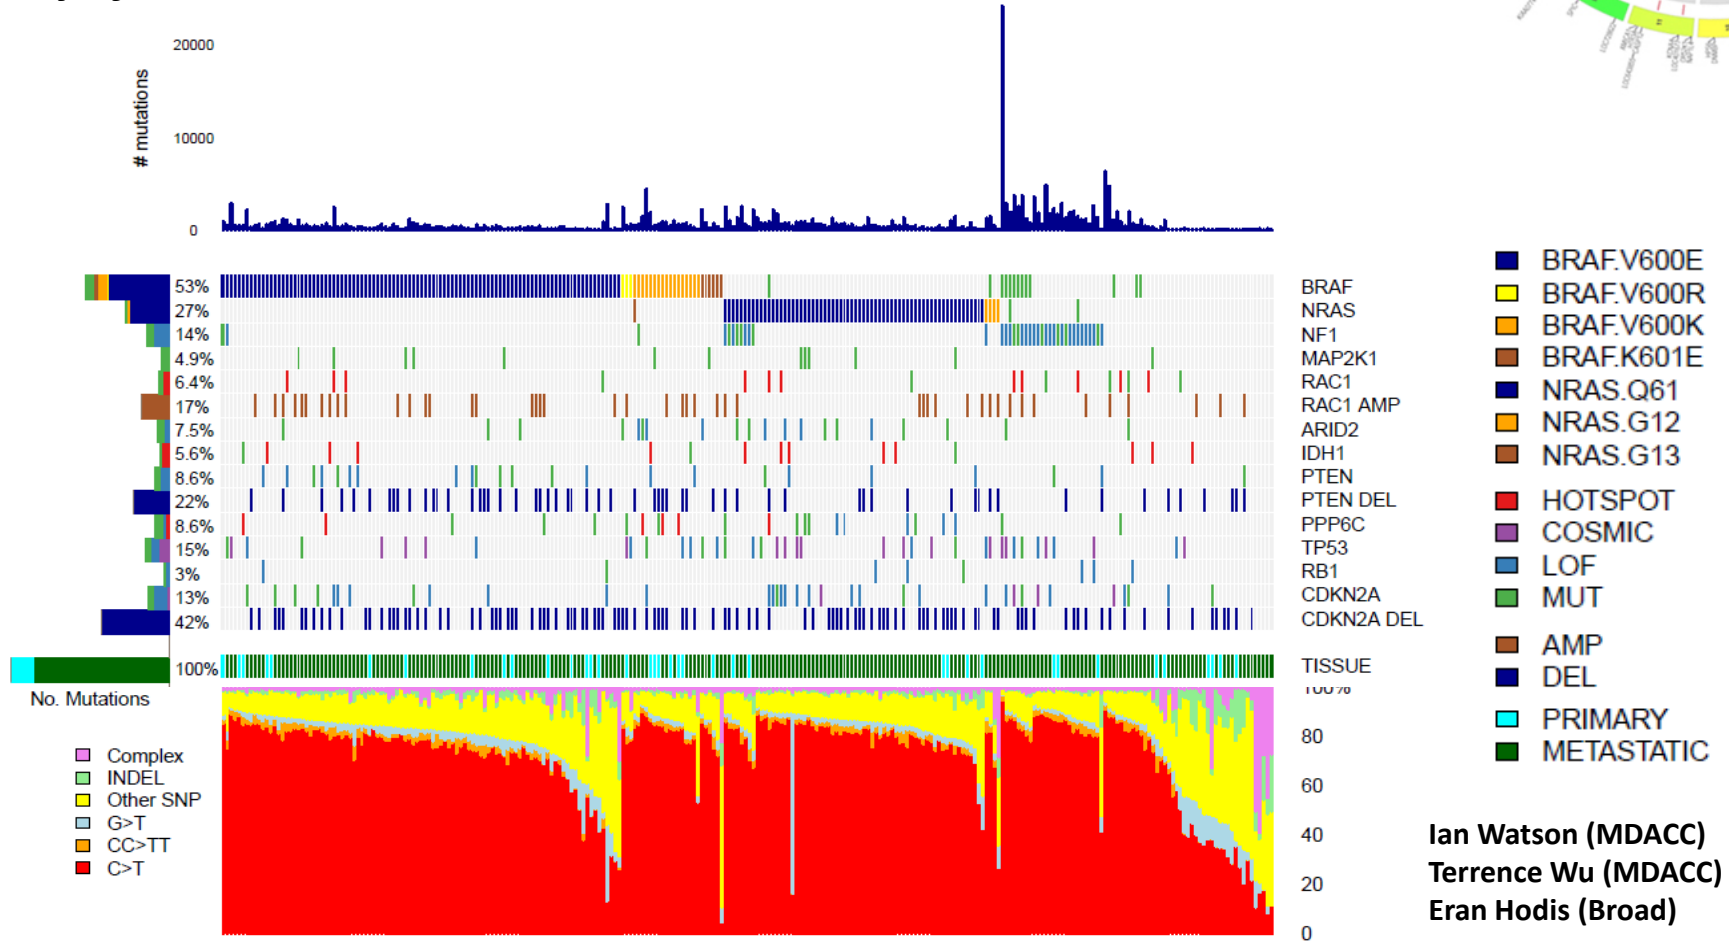 # mutations
20000
10000
0
53% BRAF
27% NRAS
14% NF1
4.9% MAP2K1
6.4% RAC1
17% RAC1 AMP
7.5% ARID2
5.6% IDH1
8.6% PTEN
22% PTEN DEL
8.6% PPP6C
15% TP53
3% RB1
13% CDKN2A
42% CDKN2A DEL
100% TISSUE
No. Mutations
100%
80
60
40
20
0
Complex
INDEL
Other SNP
G>T
CC>TT
C>T
BRAF.V600E
BRAF.V600R
BRAF.V600K
BRAF.K601E
NRAS.Q61
NRAS.G12
NRAS.G13
HOTSPOT
COSMIC
LOF
MUT
AMP
DEL
PRIMARY
METASTATIC
Ian Watson (MDACC)
Terrence Wu (MDACC)
Eran Hodis (Broad)